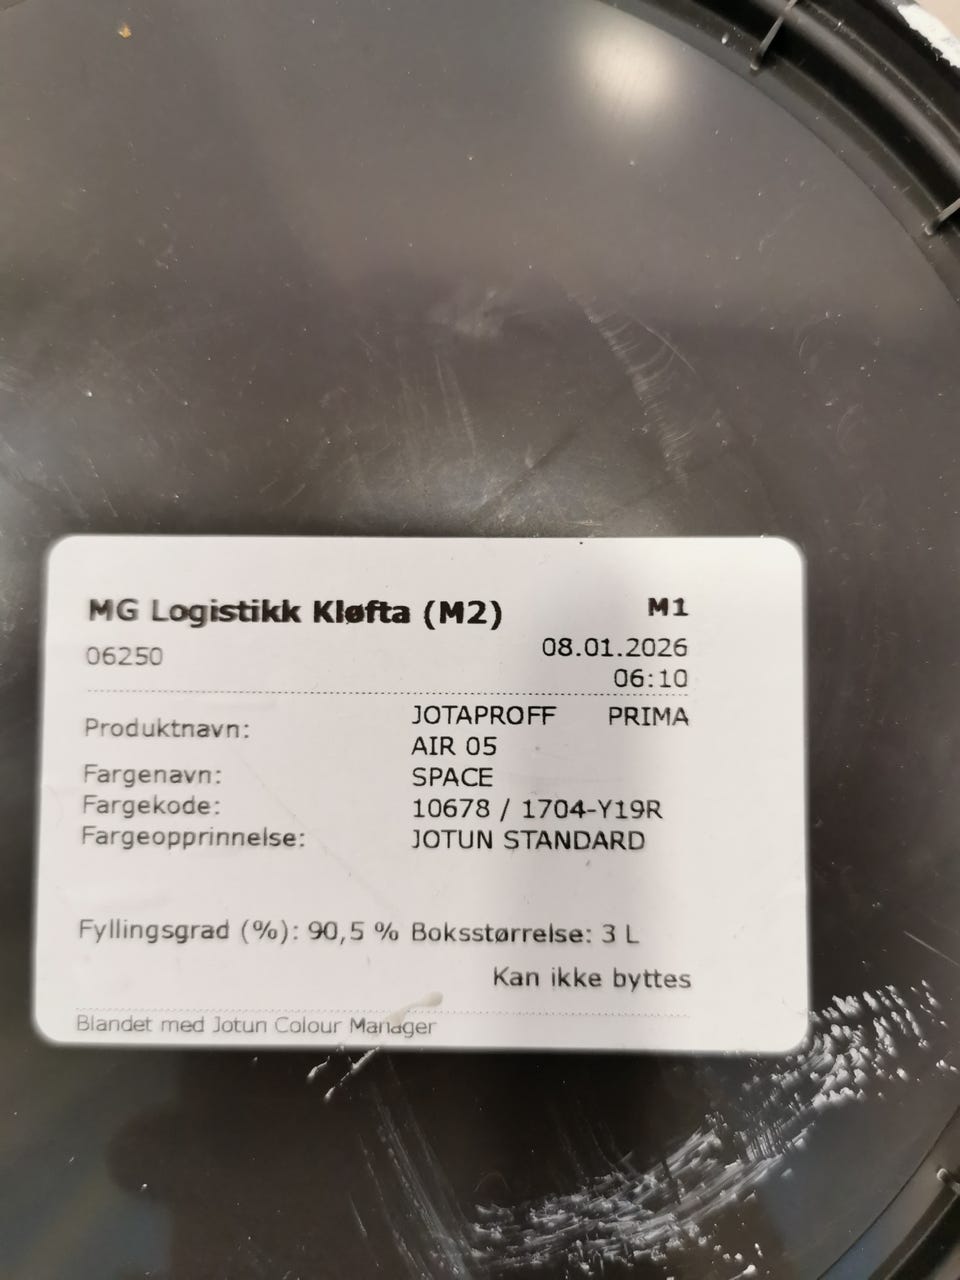 MG Logistikk Kløfta (M2) M1
06250 08.01.2026
06:10
Produktnavn: JOTAPROFF PRIMA
AIR 05
Fargenavn: SPACE
Fargekode: 10678 / 1704-Y19R
Fargeopprinnelse: JOTUN STANDARD
Fyllingsgrad (%): 90,5 % Boksstørrelse: 3 L
Kan ikke byttes
Blandet med Jotun Colour Manager